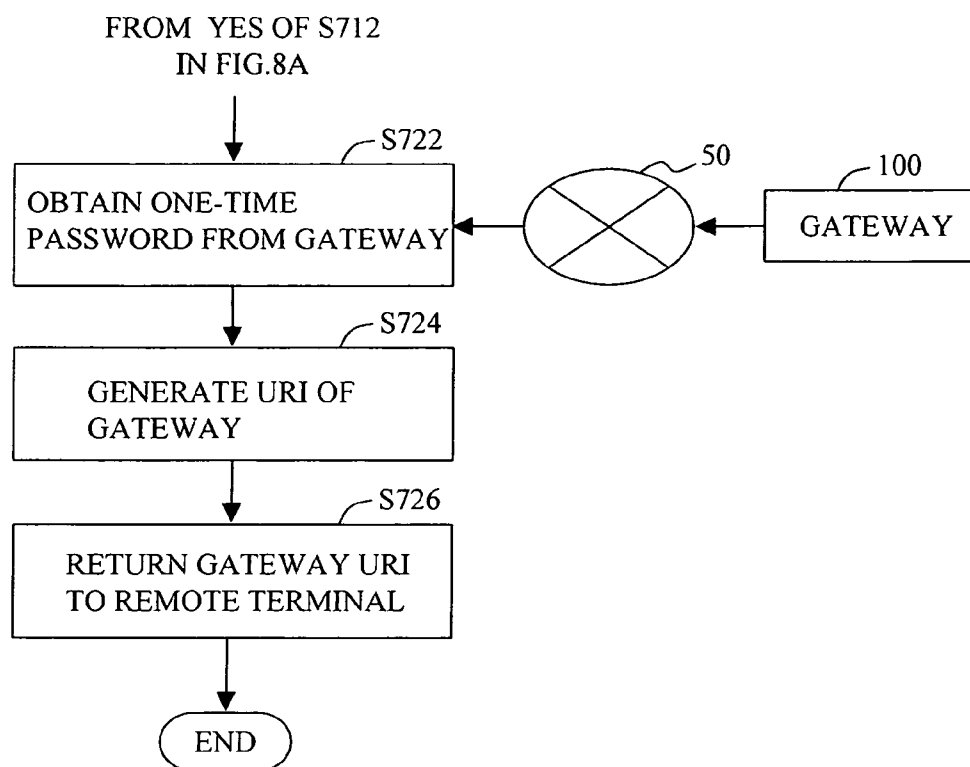 FROM YES OF S712
IN FIG.8A
S722
OBTAIN ONE-TIME
PASSWORD FROM GATEWAY
50
100
GATEWAY
S724
GENERATE URI OF
GATEWAY
S726
RETURN GATEWAY URI
TO REMOTE TERMINAL
END